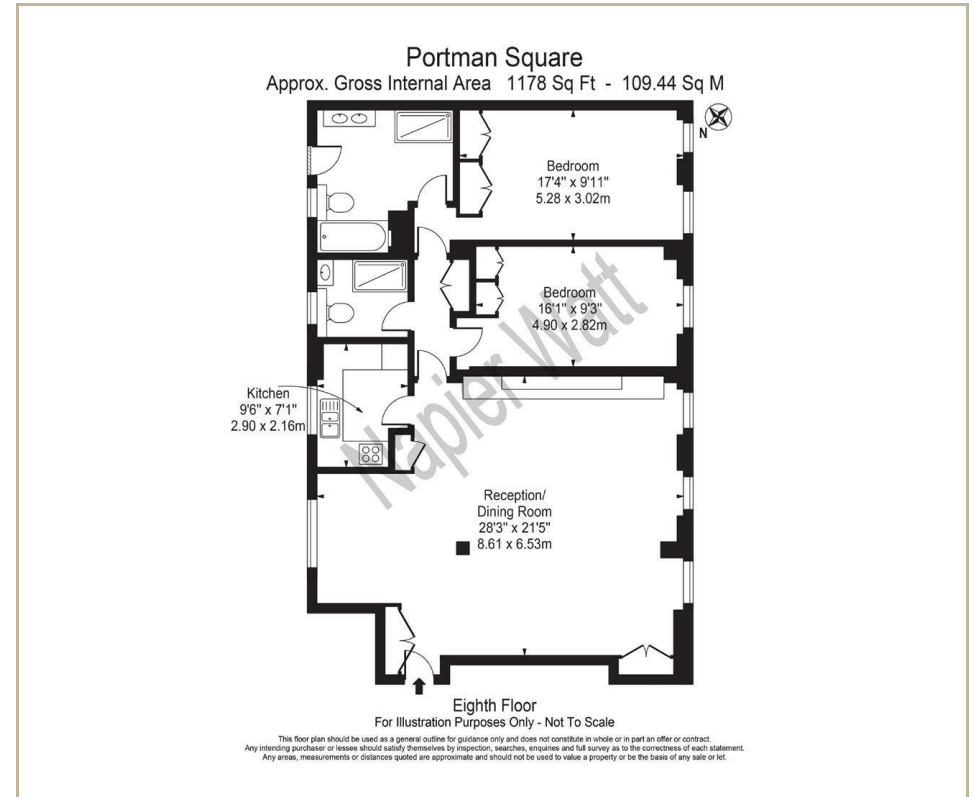 Portman Square
Approx. Gross Internal Area 1178 Sq Ft - 109.44 Sq M
N
Bedroom
17'4" x 9'11"
5.28 x 3.02m
Bedroom
16'1" x 9'3"
4.90 x 2.82m
Kitchen
9'6" x 7'1"
2.90 x 2.16m
Napier Watt
Reception/
Dining Room
28'3" x 21'5"
8.61 x 6.53m
Eighth Floor
For Illustration Purposes Only - Not To Scale
This floor plan should be used as a general outline for guidance only and does not constitute in whole or in part an offer or contract.
Any intending purchaser or lessee should satisfy themselves by inspection, searches, enquiries and full survey as to the correctness of each statement.
Any areas, measurements or distances quoted are approximate and should not be used to value a property or be the basis of any sale or let.